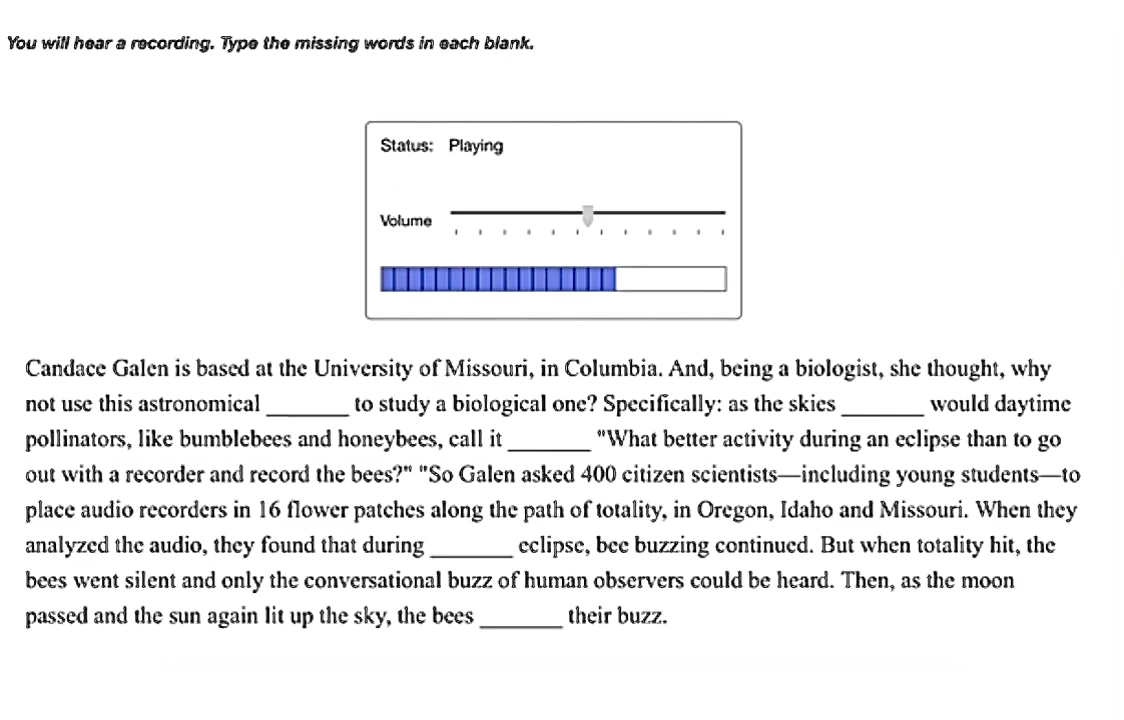 You will hear a recording. Type the missing words in each blank.
Status: Playing
Volume
Candace Galen is based at the University of Missouri, in Columbia. And, being a biologist, she thought, why
not use this astronomical _______ to study a biological one? Specifically: as the skies _______ would daytime
pollinators, like bumblebees and honeybees, call it _______ "What better activity during an eclipse than to go
out with a recorder and record the bees?" "So Galen asked 400 citizen scientists—including young students—to
place audio recorders in 16 flower patches along the path of totality, in Oregon, Idaho and Missouri. When they
analyzed the audio, they found that during _______ eclipse, bee buzzing continued. But when totality hit, the
bees went silent and only the conversational buzz of human observers could be heard. Then, as the moon
passed and the sun again lit up the sky, the bees _______ their buzz.